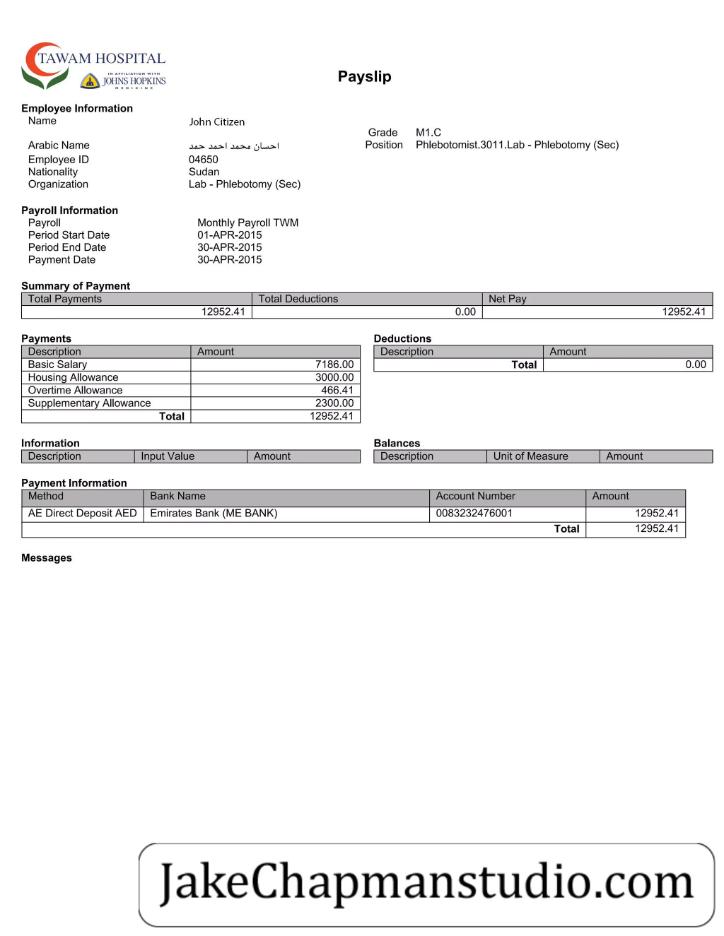 TAWAM HOSPITAL
IN AFFILIATION WITH
JOHNS HOPKINS
MEDICINE
Payslip
Employee Information
Name John Citizen
Grade M1.C
Arabic Name احسان محمد احمد حمد
Position Phlebotomist.3011.Lab - Phlebotomy (Sec)
Employee ID 04650
Nationality Sudan
Organization Lab - Phlebotomy (Sec)
Payroll Information
Payroll Monthly Payroll TWM
Period Start Date 01-APR-2015
Period End Date 30-APR-2015
Payment Date 30-APR-2015
Summary of Payment
Total Payments Total Deductions Net Pay
12952.41 0.00 12952.41
Payments Deductions
Description Amount Description Amount
Basic Salary 7186.00 Total 0.00
Housing Allowance 3000.00
Overtime Allowance 466.41
Supplementary Allowance 2300.00
Total 12952.41
Information Balances
Description Input Value Amount Description Unit of Measure Amount
Payment Information
Method Bank Name Account Number Amount
AE Direct Deposit AED Emirates Bank (ME BANK) 0083232476001 12952.41
Total 12952.41
Messages
JakeChapmanstudio.com